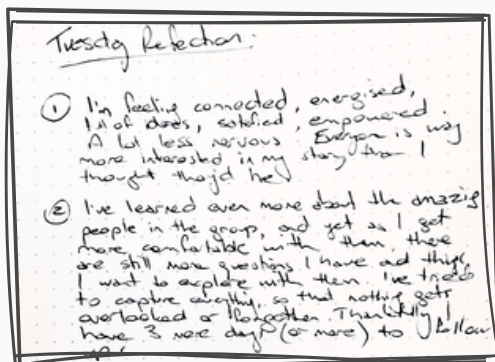 Tuesday Reflection:
① I'm feeling connected, energised,
full of ideas, satisfied, empowered.
A lot less nervous. Everyone is way
more interested in my story than I
thought they'd be!
② I've learned even more about the amazing
people in the group, and yet as I get
more comfortable with them, there
are still more questions I have and things
I want to explore with them. I've tried
to capture everything, so that nothing gets
overlooked or forgotten. Thankfully I
have 3 more days (or more) to follow
up!